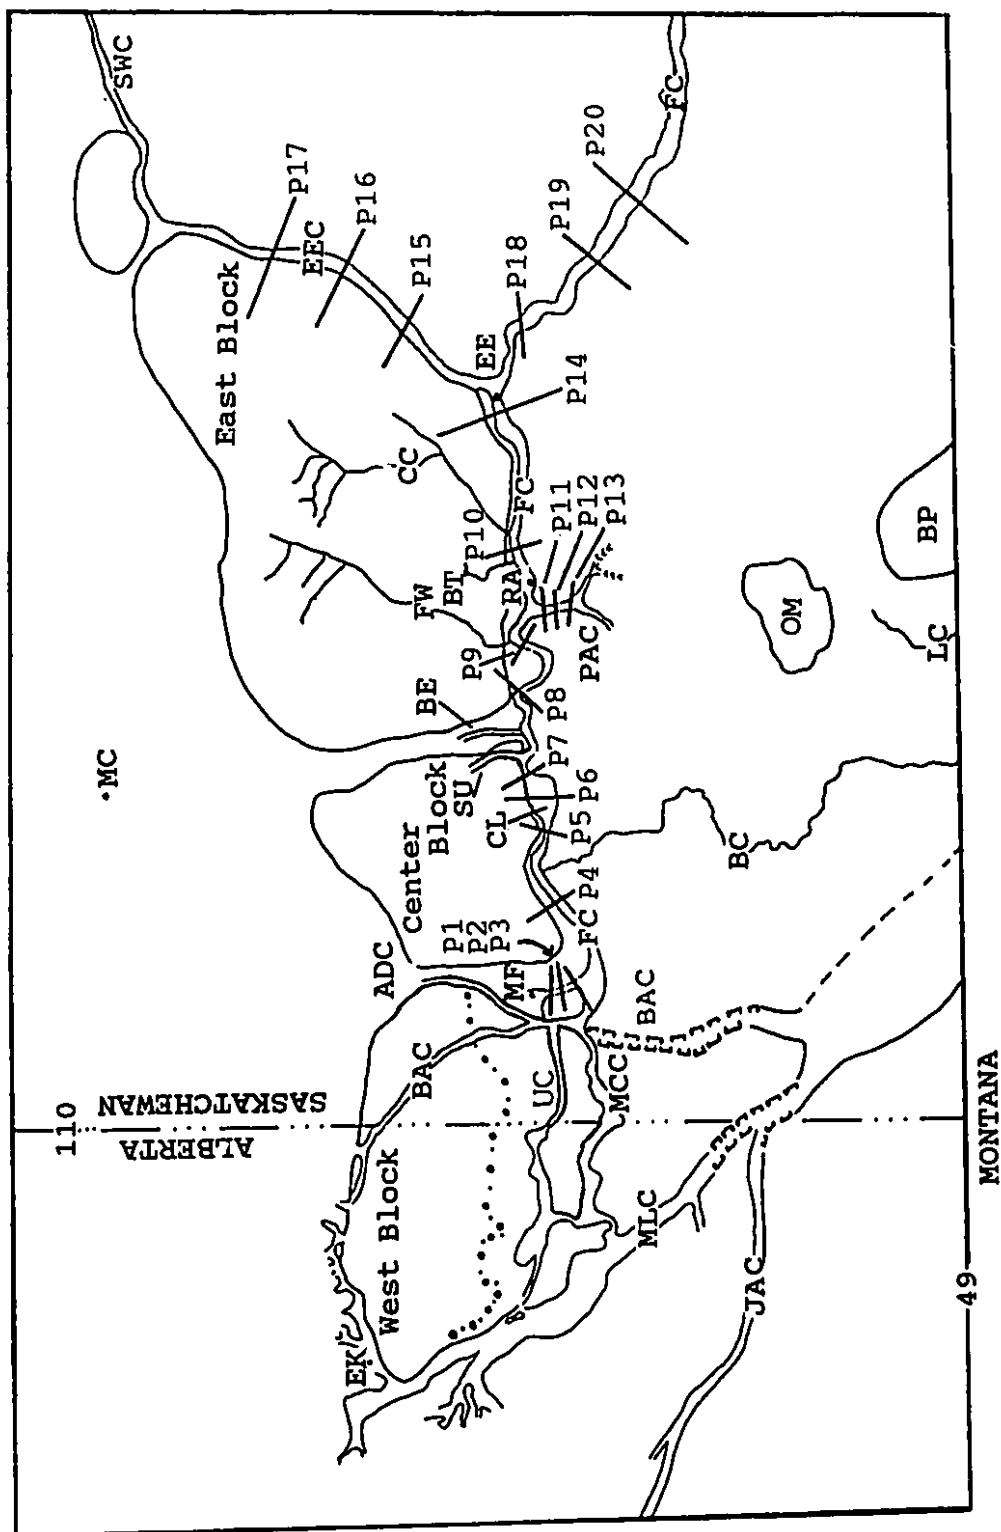 SWC
P17
P16
EEC
East Block
P15
P20
P19
P18
FC
EE
P14
CC
FC
P10
P11
P12
P13
BT
FW
RA
P9
PAC
BE
P8
P7
P6
P5
SU
CL
Center
Block
MC
P4
P1
P2
P3
FC
ADC
MF
BAC
BAC
UC
MCC
110
SASKATCHEWAN
ALBERTA
West Block
EK
MLC
JAC
BC
OM
BP
LC
49
MONTANA